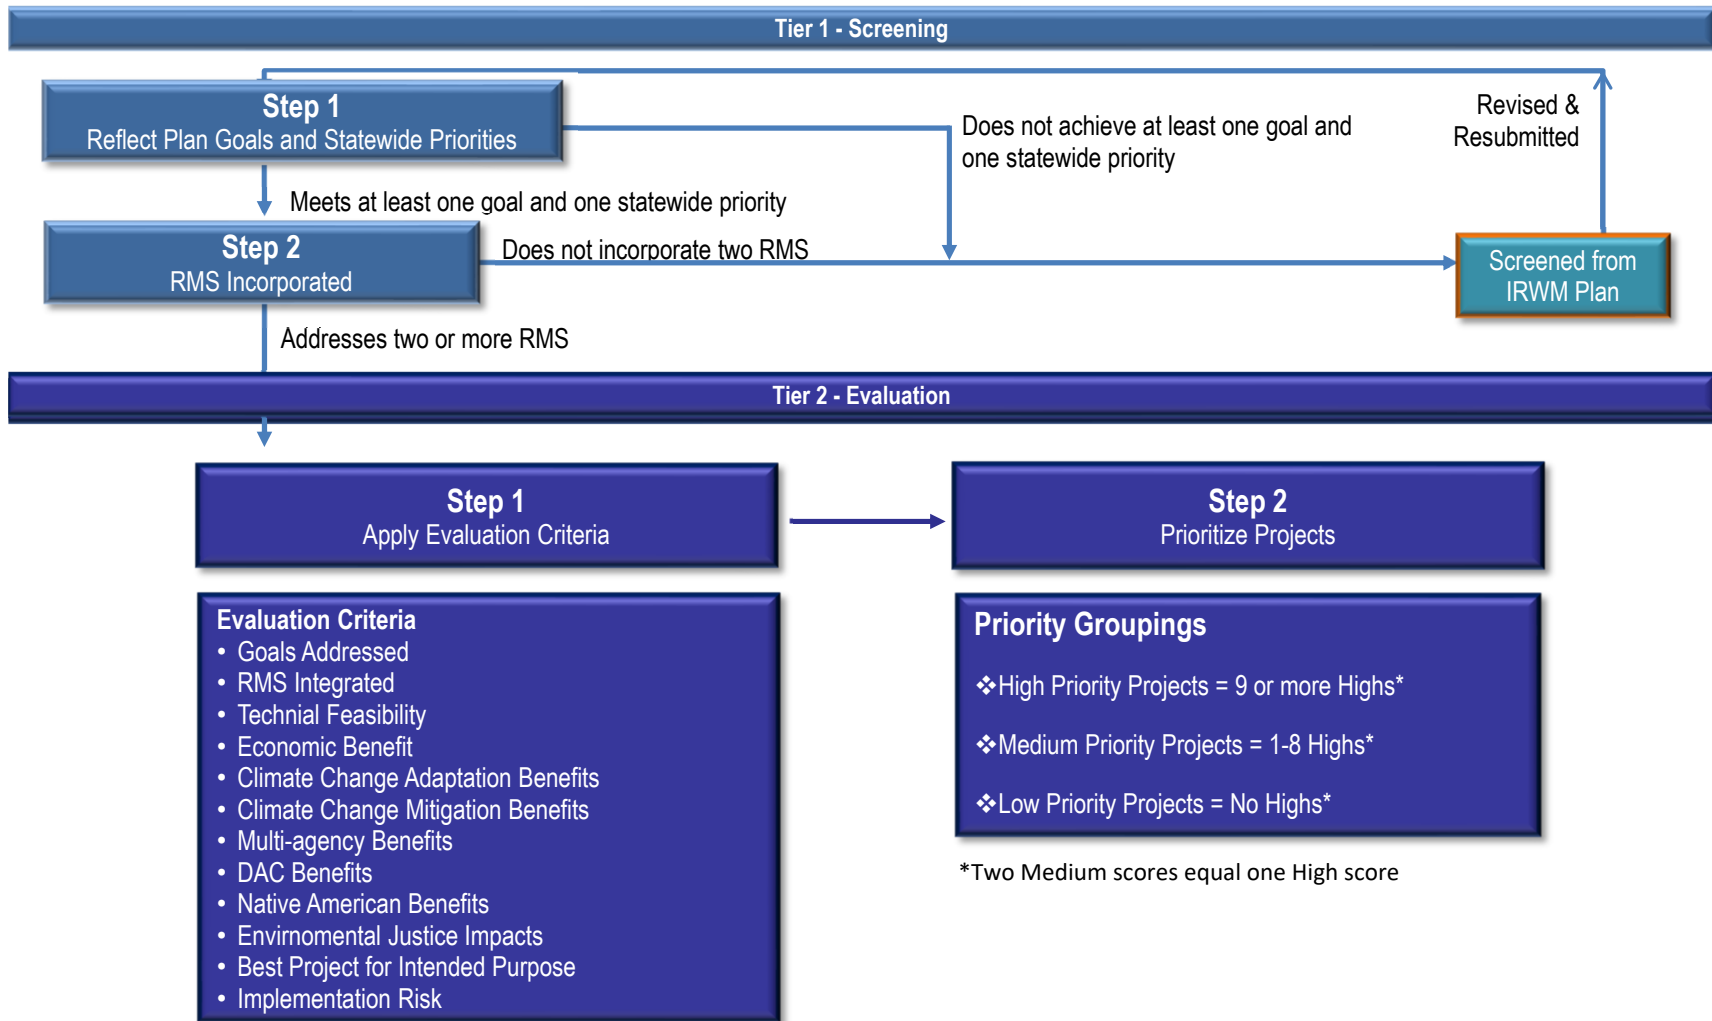 Tier 1 - Screening
Step 1
Reflect Plan Goals and Statewide Priorities
Does not achieve at least one goal and
one statewide priority
Revised &
Resubmitted
Meets at least one goal and one statewide priority
Step 2
RMS Incorporated
Does not incorporate two RMS
Screened from
IRWM Plan
Addresses two or more RMS
Tier 2 - Evaluation
Step 1
Apply Evaluation Criteria
Step 2
Prioritize Projects
Evaluation Criteria
• Goals Addressed
• RMS Integrated
• Technial Feasibility
• Economic Benefit
• Climate Change Adaptation Benefits
• Climate Change Mitigation Benefits
• Multi-agency Benefits
• DAC Benefits
• Native American Benefits
• Envirnomental Justice Impacts
• Best Project for Intended Purpose
• Implementation Risk
Priority Groupings
❖High Priority Projects = 9 or more Highs*
❖Medium Priority Projects = 1-8 Highs*
❖Low Priority Projects = No Highs*
*Two Medium scores equal one High score